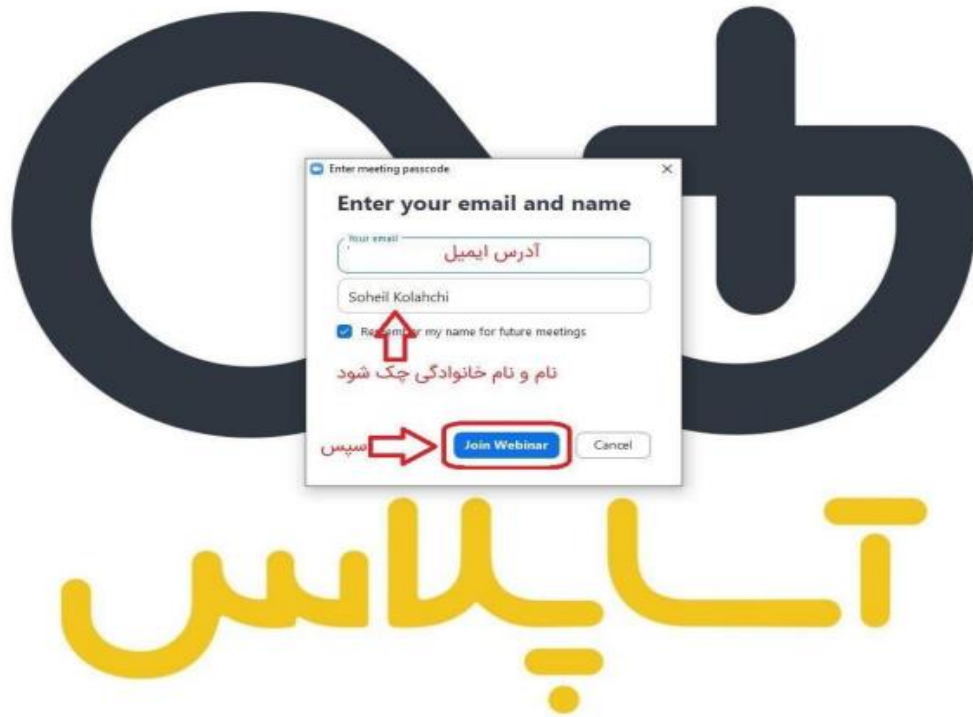 Enter meeting passcode
Enter your email and name
Your email
آدرس ایمیل
Soheil Kolahchi
Remember my name for future meetings
نام و نام خانوادگی چک شود
سپس
Join Webinar
Cancel
آساپلاس